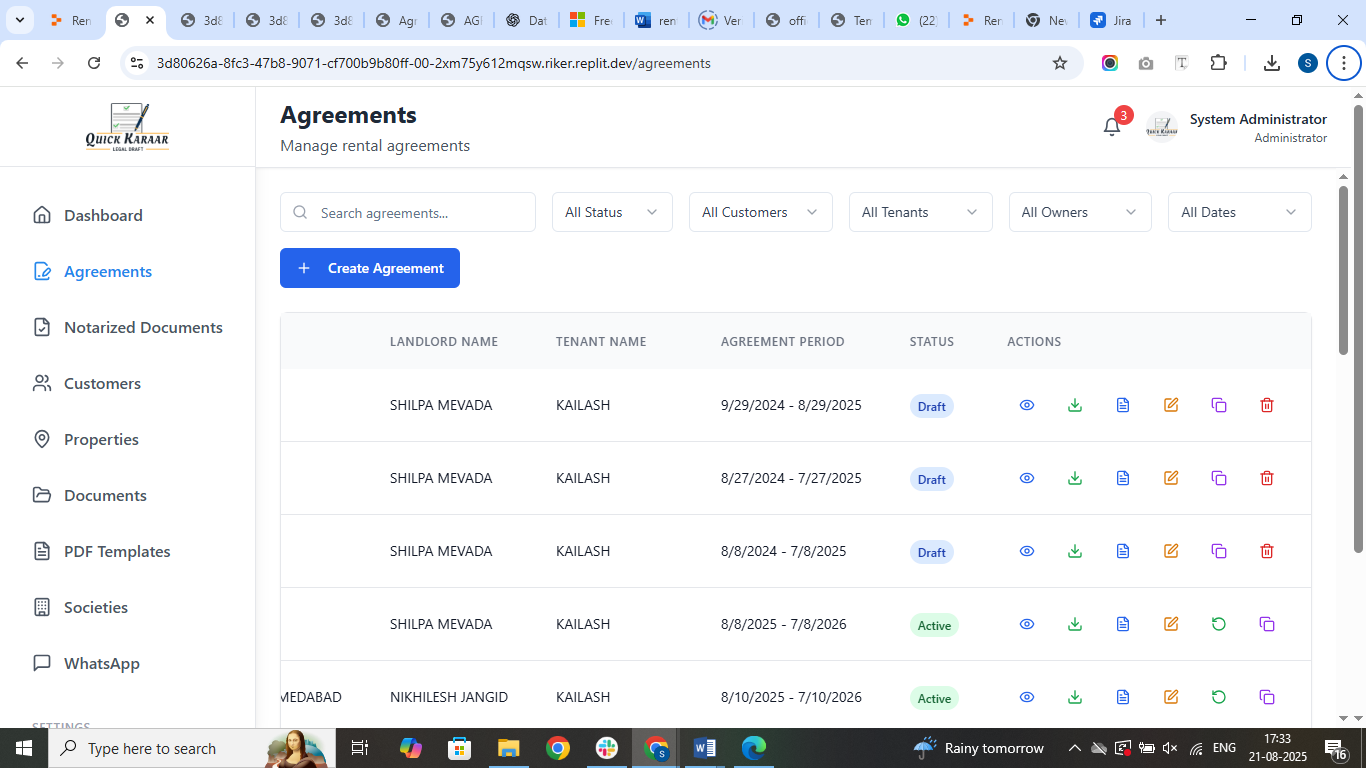 Ren
3d8
3d8
3d8
Agr
AGI
Dat
Free
ren
Ver
offi
Ter
(22)
Ren
Nev
Jira
3d80626a-8fc3-47b8-9071-cf700b9b80ff-00-2xm75y612mqsw.riker.replit.dev/agreements
S
QUICK KARAAR
LEGAL DRAFT
Agreements
Manage rental agreements
3
System Administrator
Administrator
Dashboard
Agreements
Notarized Documents
Customers
Properties
Documents
PDF Templates
Societies
WhatsApp
SETTINGS
Search agreements...
All Status
All Customers
All Tenants
All Owners
All Dates
+ Create Agreement
LANDLORD NAME TENANT NAME AGREEMENT PERIOD STATUS ACTIONS
SHILPA MEVADA KAILASH 9/29/2024 - 8/29/2025 Draft
SHILPA MEVADA KAILASH 8/27/2024 - 7/27/2025 Draft
SHILPA MEVADA KAILASH 8/8/2024 - 7/8/2025 Draft
SHILPA MEVADA KAILASH 8/8/2025 - 7/8/2026 Active
MEDABAD NIKHILESH JANGID KAILASH 8/10/2025 - 7/10/2026 Active
Type here to search
Rainy tomorrow
ENG
17:33
21-08-2025
16